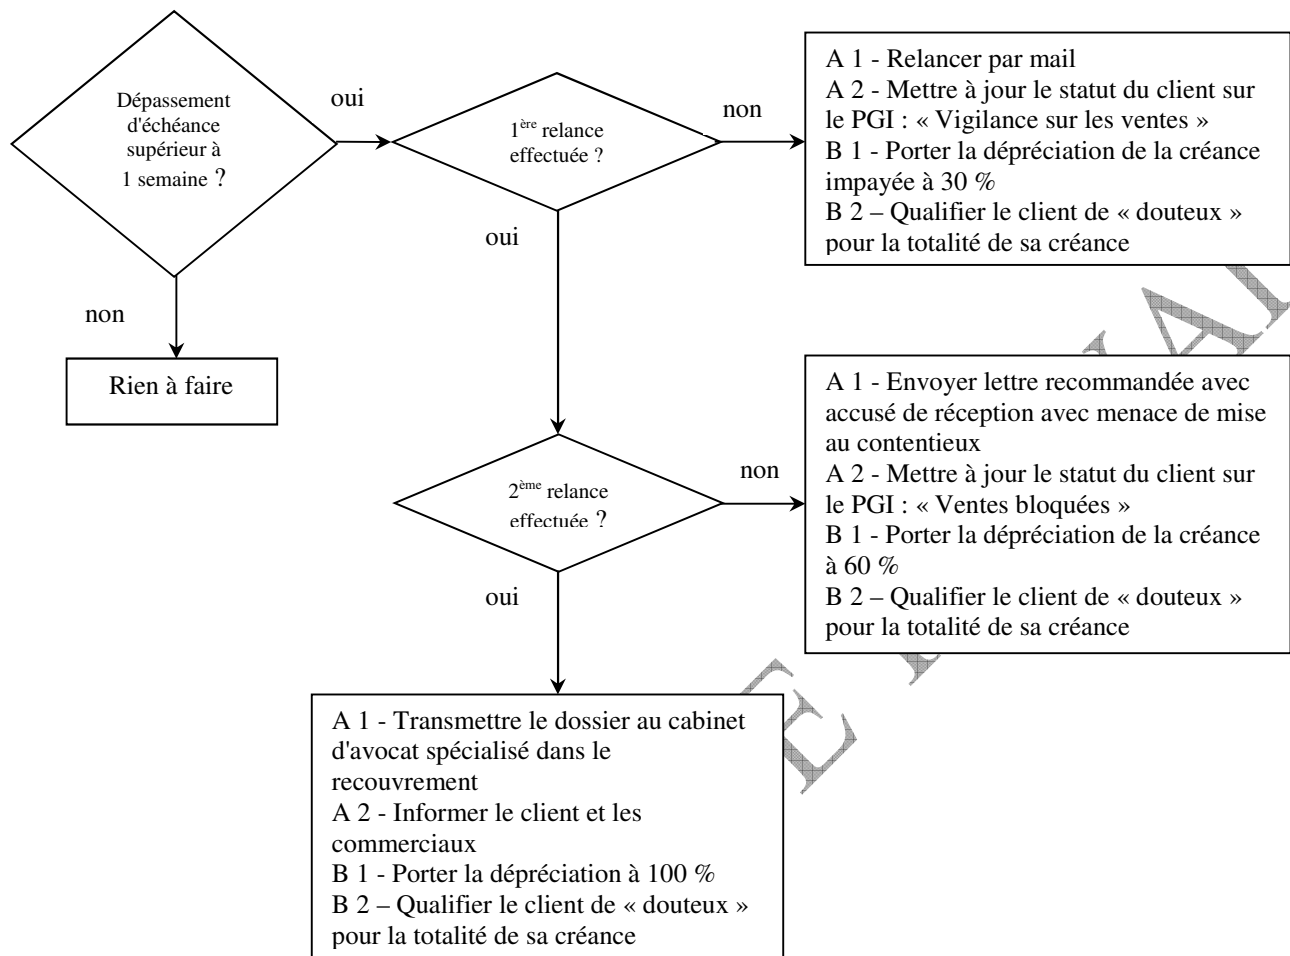 Dépassement
d'échéance
supérieur à
1 semaine ?
oui
1ère relance
effectuée ?
non
A 1 - Relancer par mail
A 2 - Mettre à jour le statut du client sur
le PGI : « Vigilance sur les ventes »
B 1 - Porter la dépréciation de la créance
impayée à 30 %
B 2 – Qualifier le client de « douteux »
pour la totalité de sa créance
oui
non
Rien à faire
2ème relance
effectuée ?
non
A 1 - Envoyer lettre recommandée avec
accusé de réception avec menace de mise
au contentieux
A 2 - Mettre à jour le statut du client sur
le PGI : « Ventes bloquées »
B 1 - Porter la dépréciation de la créance
à 60 %
B 2 – Qualifier le client de « douteux »
pour la totalité de sa créance
oui
A 1 - Transmettre le dossier au cabinet
d'avocat spécialisé dans le
recouvrement
A 2 - Informer le client et les
commerciaux
B 1 - Porter la dépréciation à 100 %
B 2 – Qualifier le client de « douteux »
pour la totalité de sa créance